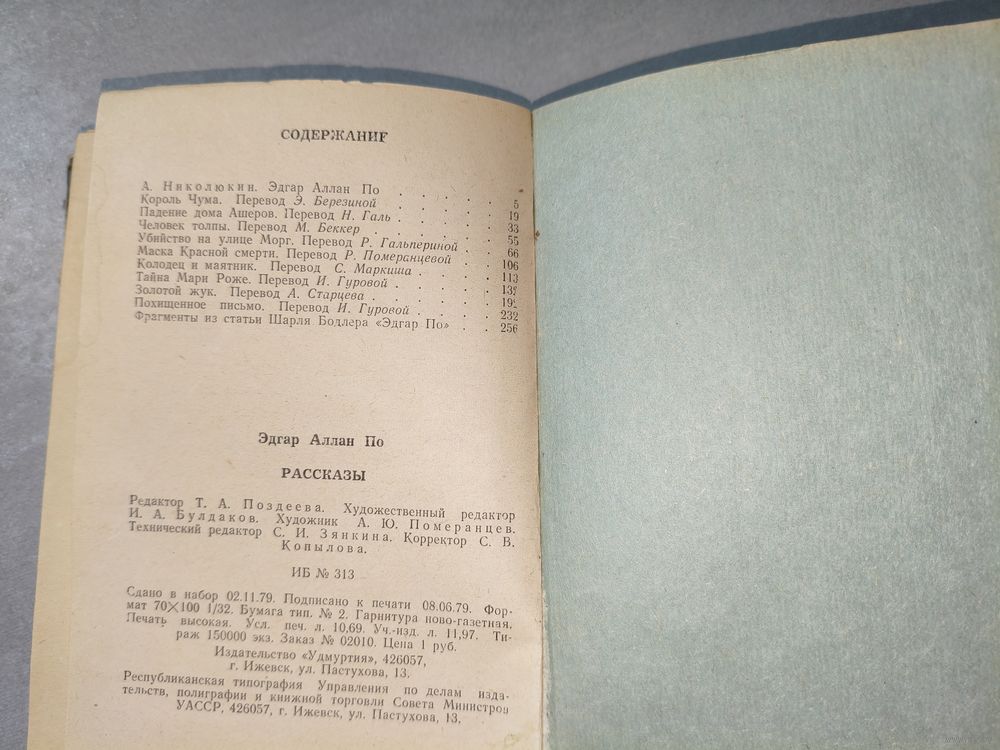 СОДЕРЖАНИЕ
А. Николюкин. Эдгар Аллан По . . . . . 5
Король Чума. Перевод Э. Березиной . . . . 19
Падение дома Ашеров. Перевод Н. Галь . . . . 33
Человек толпы. Перевод М. Беккер . . . . . 55
Убийство на улице Морг. Перевод Р. Гальпериной . . 66
Маска Красной смерти. Перевод Р. Померанцевой . . 106
Колодец и маятник. Перевод С. Маркиша . . . . 113
Тайна Мари Роже. Перевод И. Гуровой . . . .
Золотой жук. Перевод А. Старцева . . . . .
Похищенное письмо. Перевод И. Гуровой . . . . 232
Фрагменты из статьи Шарля Бодлера «Эдгар По» . . 256
Эдгар Аллан По
РАССКАЗЫ
Редактор Т. А. Поздеева. Художественный редактор
И. А. Булдаков. Художник А. Ю. Померанцев.
Технический редактор С. И. Зянкина. Корректор С. В.
Копылова.
ИБ № 313
Сдано в набор 02.11.79. Подписано к печати 08.06.79. Фор-
мат 70×100 1/32. Бумага тип. № 2. Гарнитура ново-газетная.
Печать высокая. Усл. печ. л. 10,69. Уч.-изд. л. 11,97. Ти-
раж 150000 экз. Заказ № 02010. Цена 1 руб.
Издательство «Удмуртия», 426057,
г. Ижевск, ул. Пастухова, 13.
Республиканская типография Управления по делам изда-
тельств, полиграфии и книжной торговли Совета Министров
УАССР, 426057, г. Ижевск, ул. Пастухова, 13.